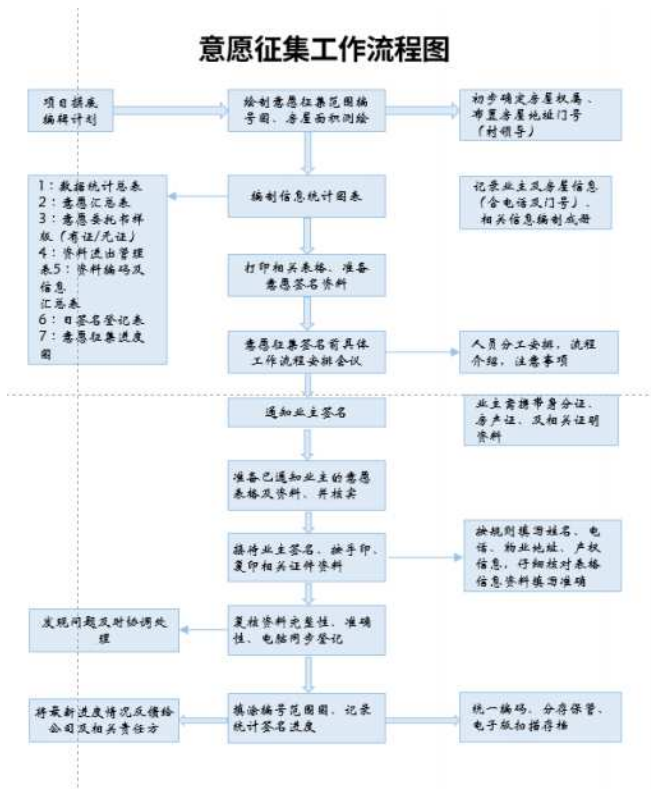 意愿征集工作流程图
项目摸底
编辑计划
绘制意愿征集范围编
号图、房屋面积测绘
初步确定房屋权属、
布置房屋地址门号
（村领导）
1：数据统计总表
2：意愿汇总表
3：意愿委托书样
版（有证/无证）
4：资料进出管理
表5：资料编码及
信息
汇总表
6：日签名登记表
7：意愿征集进度
图
编制信息统计图表
记录业主及房屋信息
（含电话及门号）、
相关信息编制成册
打印相关表格、准备
意愿签名资料
意愿征集签名前具体
工作流程安排会议
人员分工安排，流程
介绍，注意事项
通知业主签名
业主需携带身分证、
房产证、及相关证明
资料
准备已通知业主的意愿
表格及资料、并核实
接待业主签名、按手印、
复印相关证件资料
按规则填写姓名、电
话、物业地址、产权
信息，仔细核对表格
信息资料填写准确
发现问题及时协调处
理
复核资料完整性、准确
性、电脑同步登记
将最新进度情况反馈给
公司及相关责任方
填涂编号范围图、记录
统计签名进度
统一编码、分存保管、
电子版扫描存档